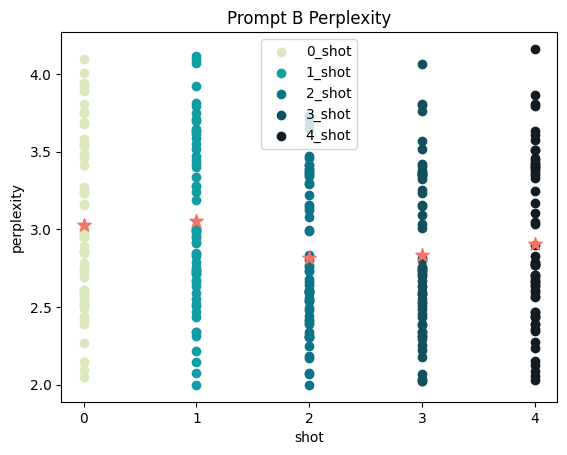 Prompt B Perplexity
0_shot
1_shot
2_shot
3_shot
4_shot
4.0
3.5
3.0
2.5
2.0
perplexity
0 1 2 3 4
shot